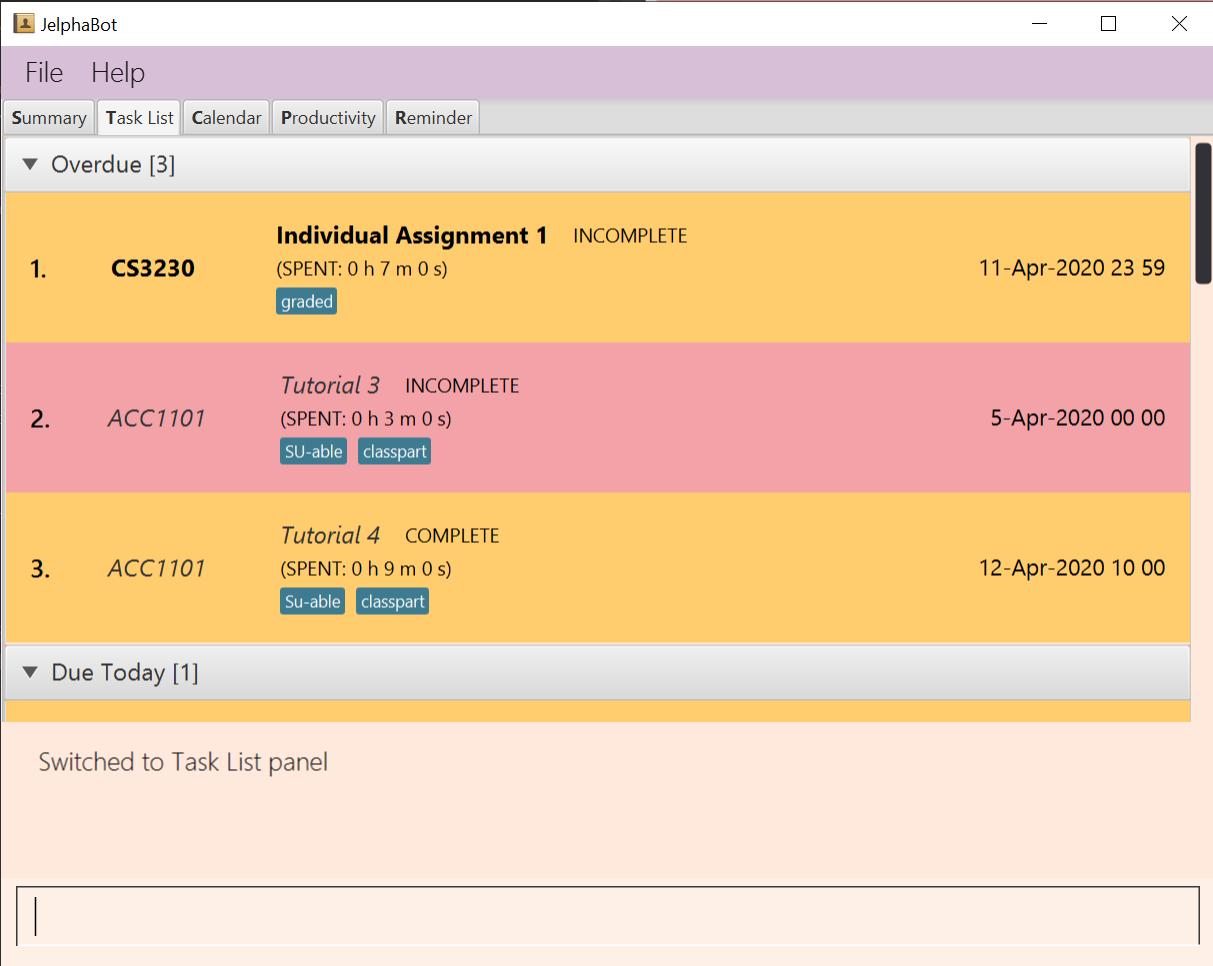 JelphaBot
File Help
Summary Task List Calendar Productivity Reminder
Overdue [3]
Individual Assignment 1 INCOMPLETE
1. CS3230 (SPENT: 0 h 7 m 0 s) 11-Apr-2020 23 59
graded
Tutorial 3 INCOMPLETE
2. ACC1101 (SPENT: 0 h 3 m 0 s) 5-Apr-2020 00 00
SU-able classpart
Tutorial 4 COMPLETE
3. ACC1101 (SPENT: 0 h 9 m 0 s) 12-Apr-2020 10 00
Su-able classpart
Due Today [1]
Switched to Task List panel